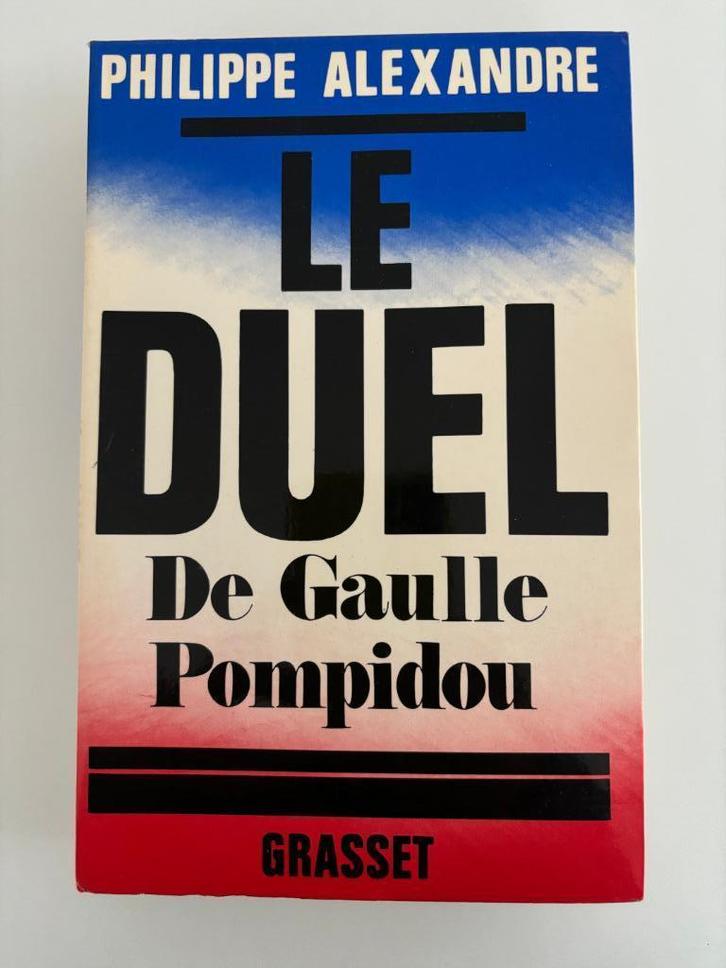 PHILIPPE ALEXANDRE
LE
DUEL
De Gaulle
Pompidou
GRASSET